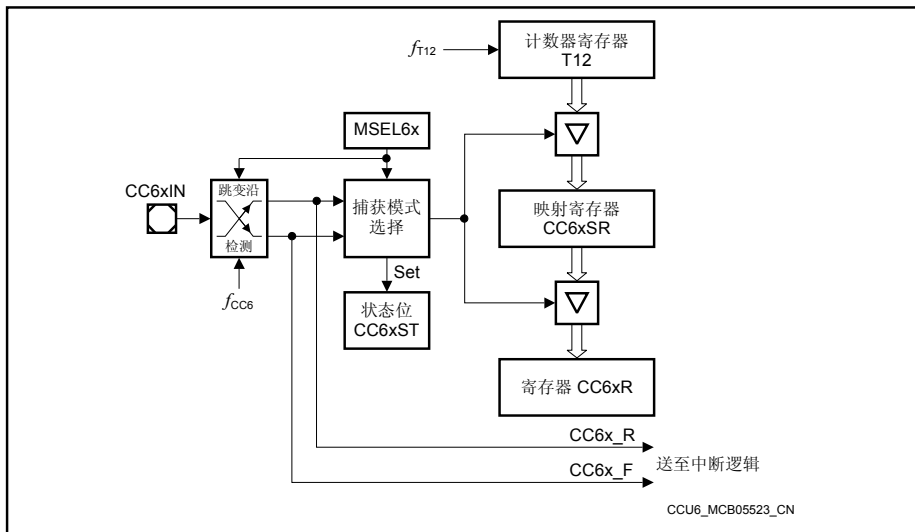 计数器寄存器
T12
fT12
MSEL6x
CC6xIN
跳变沿
检测
捕获模式
选择
映射寄存器
CC6xSR
Set
fCC6
状态位
CC6xST
寄存器 CC6xR
CC6x_R
送至中断逻辑
CC6x_F
CCU6_MCB05523_CN